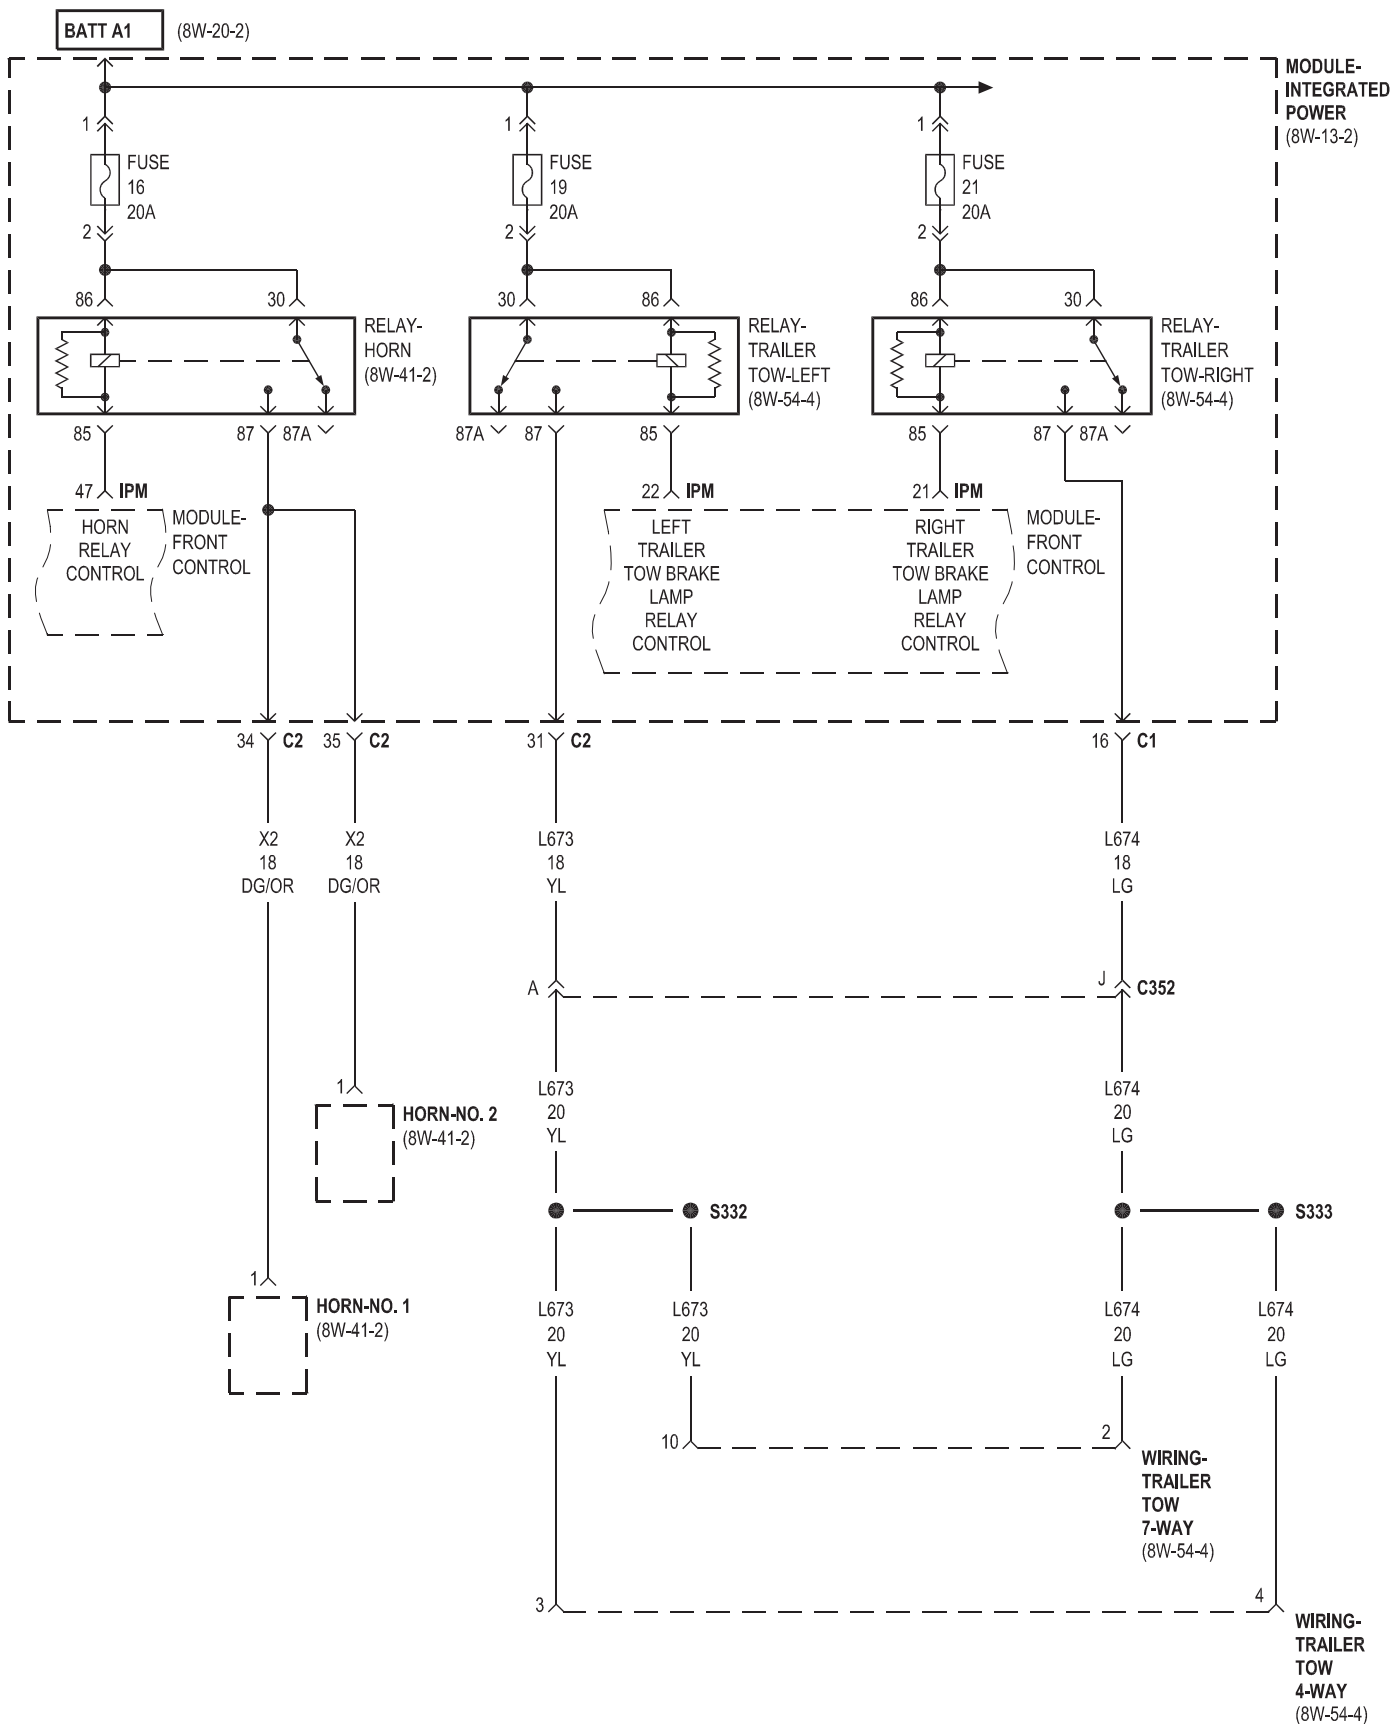 BATT A1 (8W-20-2)
MODULE-
INTEGRATED
POWER
(8W-13-2)
1
FUSE
16
20A
2
1
FUSE
19
20A
2
1
FUSE
21
20A
2
86 30
30 86
86 30
RELAY-
HORN
(8W-41-2)
RELAY-
TRAILER
TOW-LEFT
(8W-54-4)
RELAY-
TRAILER
TOW-RIGHT
(8W-54-4)
85 87 87A
87A 87 85
85 87 87A
47 IPM
22 IPM
21 IPM
HORN
RELAY
CONTROL
MODULE-
FRONT
CONTROL
LEFT
TRAILER
TOW BRAKE
LAMP
RELAY
CONTROL
RIGHT
TRAILER
TOW BRAKE
LAMP
RELAY
CONTROL
MODULE-
FRONT
CONTROL
34 C2
35 C2
31 C2
16 C1
X2
18
DG/OR
X2
18
DG/OR
L673
18
YL
L674
18
LG
A
J
C352
L673
20
YL
L674
20
LG
1
HORN-NO. 2
(8W-41-2)
S332
S333
1
HORN-NO. 1
(8W-41-2)
L673
20
YL
L673
20
YL
L674
20
LG
L674
20
LG
10
2
WIRING-
TRAILER
TOW
7-WAY
(8W-54-4)
3
4
WIRING-
TRAILER
TOW
4-WAY
(8W-54-4)